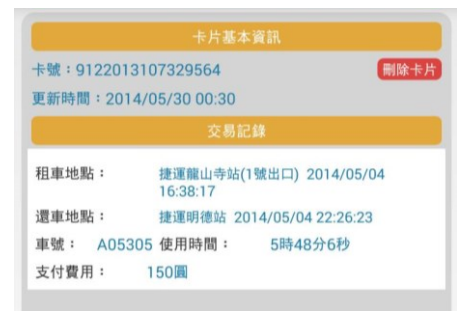 卡片基本資訊
卡號：9122013107329564 刪除卡片
更新時間：2014/05/30 00:30
交易記錄
租車地點： 捷運龍山寺站(1號出口) 2014/05/04
16:38:17
還車地點： 捷運明德站 2014/05/04 22:26:23
車號： A05305 使用時間： 5時48分6秒
支付費用： 150圓